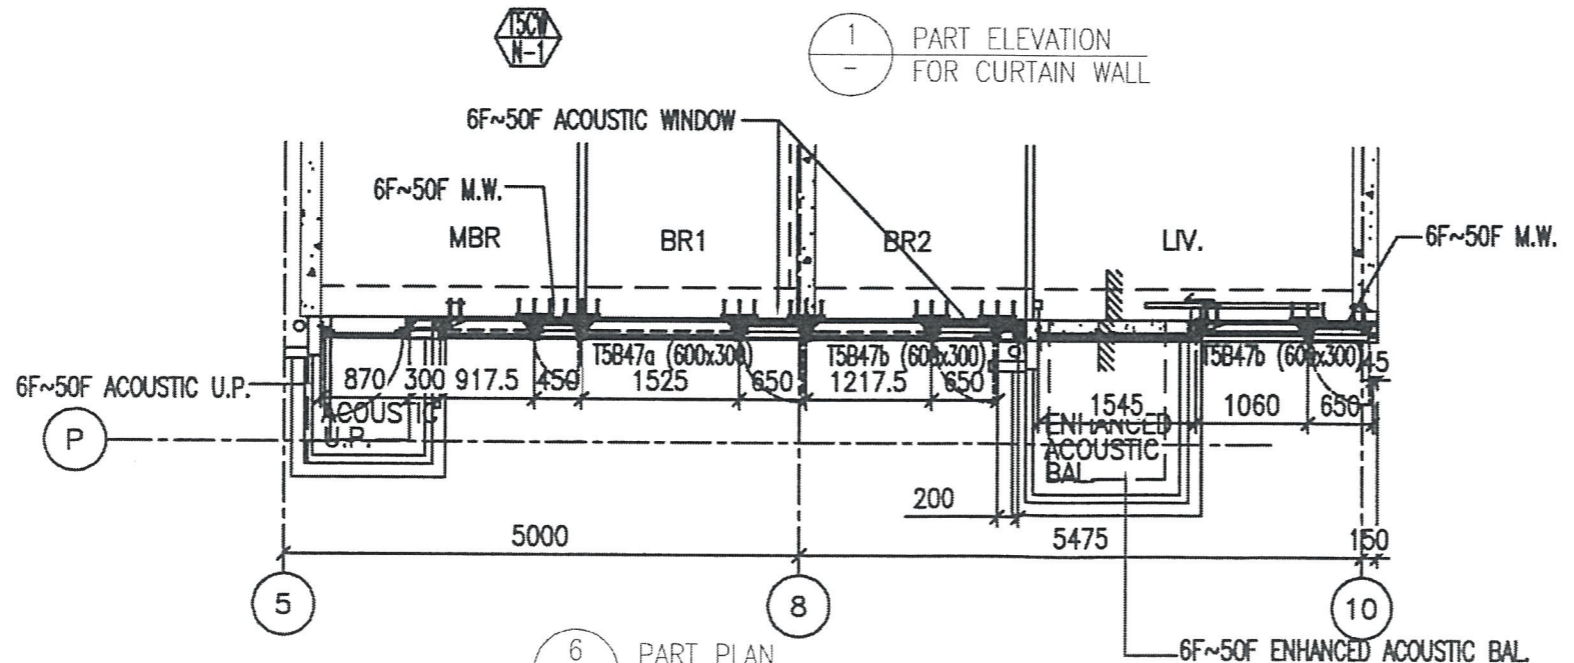 T5CW
N-1
1
-
PART ELEVATION
FOR CURTAIN WALL
6F~50F ACOUSTIC WINDOW
6F~50F M.W.
MBR
BR1
BR2
LIV.
6F~50F M.W.
T5B47a (600x300)
T5B47b (600x300)
T5B47b (600x300)
45
6F~50F ACOUSTIC U.P.
870
300
917.5
450
1525
650
1217.5
650
1545
1060
650
ACOUSTIC
U.P.
ENHANCED
ACOUSTIC
BAL.
P
200
5000
5475
150
5
8
10
6
PART PLAN
6F~50F ENHANCED ACOUSTIC BAL.